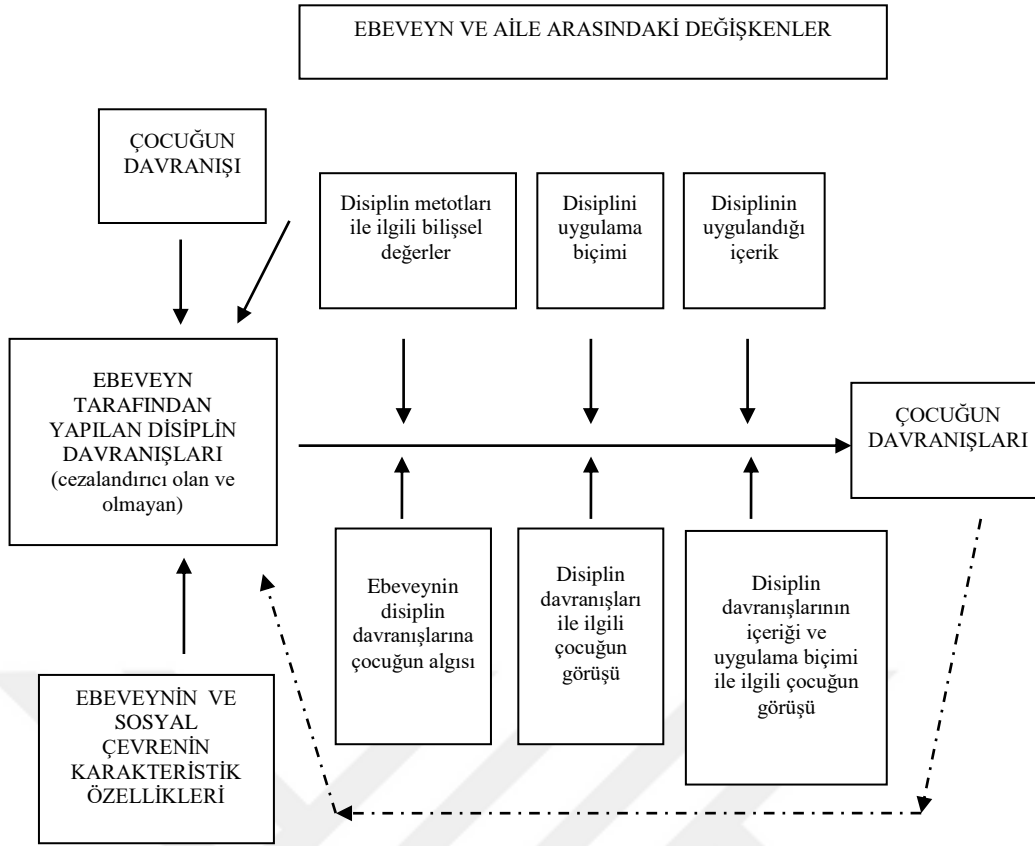 EBEVEYN VE AİLE ARASINDAKİ DEĞİŞKENLER
ÇOCUĞUN
DAVRANIŞI
Disiplin metotları
ile ilgili bilişsel
değerler
Disiplini
uygulama
biçimi
Disiplinin
uygulandığı
içerik
EBEVEYN
TARAFINDAN
YAPILAN DİSİPLİN
DAVRANIŞLARI
(cezalandırıcı olan ve
olmayan)
ÇOCUĞUN
DAVRANIŞLARI
Ebeveynin
disiplin
davranışlarına
çocuğun algısı
Disiplin
davranışları
ile ilgili
çocuğun
görüşü
Disiplin
davranışlarının
içeriği ve
uygulama biçimi
ile ilgili çocuğun
görüşü
EBEVEYNİN VE
SOSYAL
ÇEVRENİN
KARAKTERİSTİK
ÖZELLİKLERİ